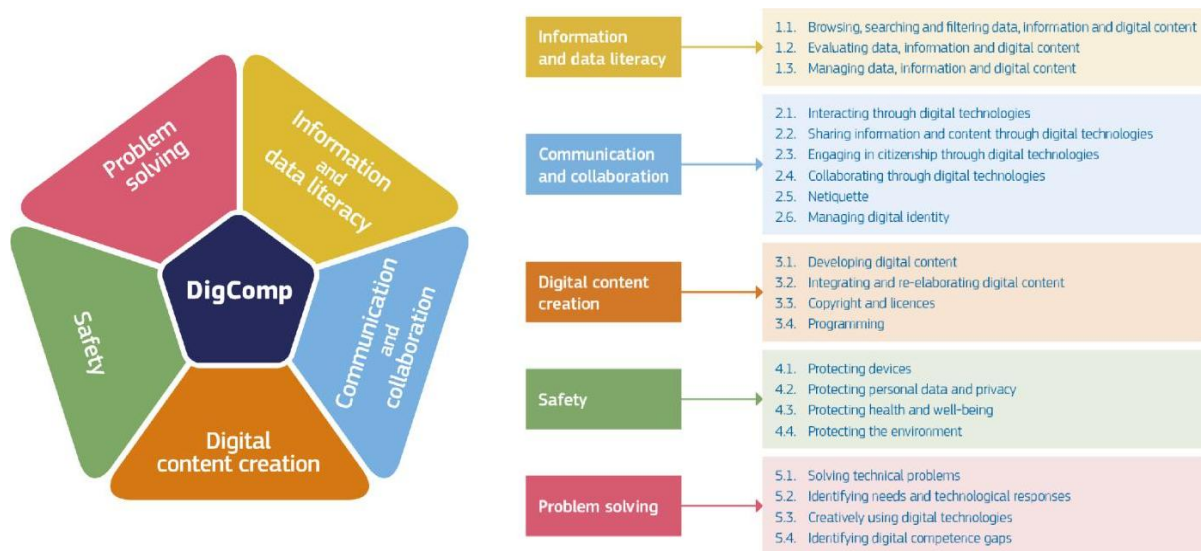 Problem
solving
Information
and
data literacy
DigComp
Safety
Communication
and
collaboration
Digital
content creation
Information
and data literacy
1.1. Browsing, searching and filtering data, information and digital content
1.2. Evaluating data, information and digital content
1.3. Managing data, information and digital content
Communication
and collaboration
2.1. Interacting through digital technologies
2.2. Sharing information and content through digital technologies
2.3. Engaging in citizenship through digital technologies
2.4. Collaborating through digital technologies
2.5. Netiquette
2.6. Managing digital identity
Digital content
creation
3.1. Developing digital content
3.2. Integrating and re-elaborating digital content
3.3. Copyright and licences
3.4. Programming
Safety
4.1. Protecting devices
4.2. Protecting personal data and privacy
4.3. Protecting health and well-being
4.4. Protecting the environment
Problem solving
5.1. Solving technical problems
5.2. Identifying needs and technological responses
5.3. Creatively using digital technologies
5.4. Identifying digital competence gaps